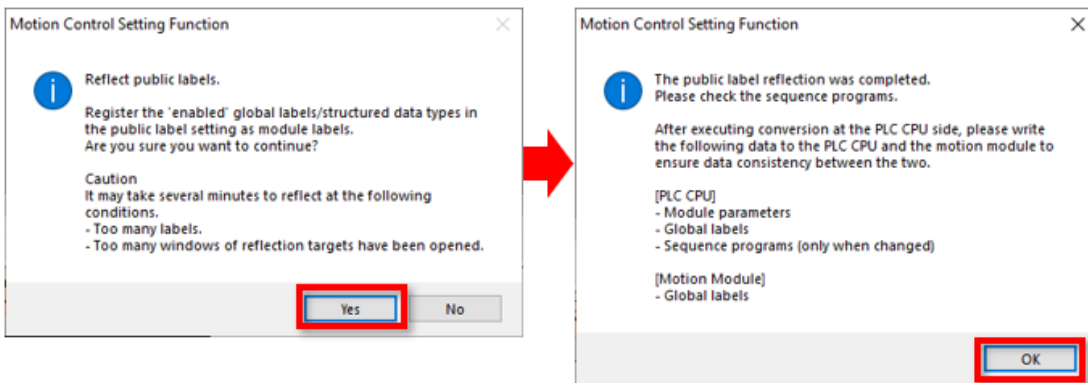 Motion Control Setting Function
Reflect public labels.
Register the 'enabled' global labels/structured data types in
the public label setting as module labels.
Are you sure you want to continue?
Caution
It may take several minutes to reflect at the following
conditions.
- Too many labels.
- Too many windows of reflection targets have been opened.
Yes
No
Motion Control Setting Function
The public label reflection was completed.
Please check the sequence programs.
After executing conversion at the PLC CPU side, please write
the following data to the PLC CPU and the motion module to
ensure data consistency between the two.
[PLC CPU]
- Module parameters
- Global labels
- Sequence programs (only when changed)
[Motion Module]
- Global labels
OK